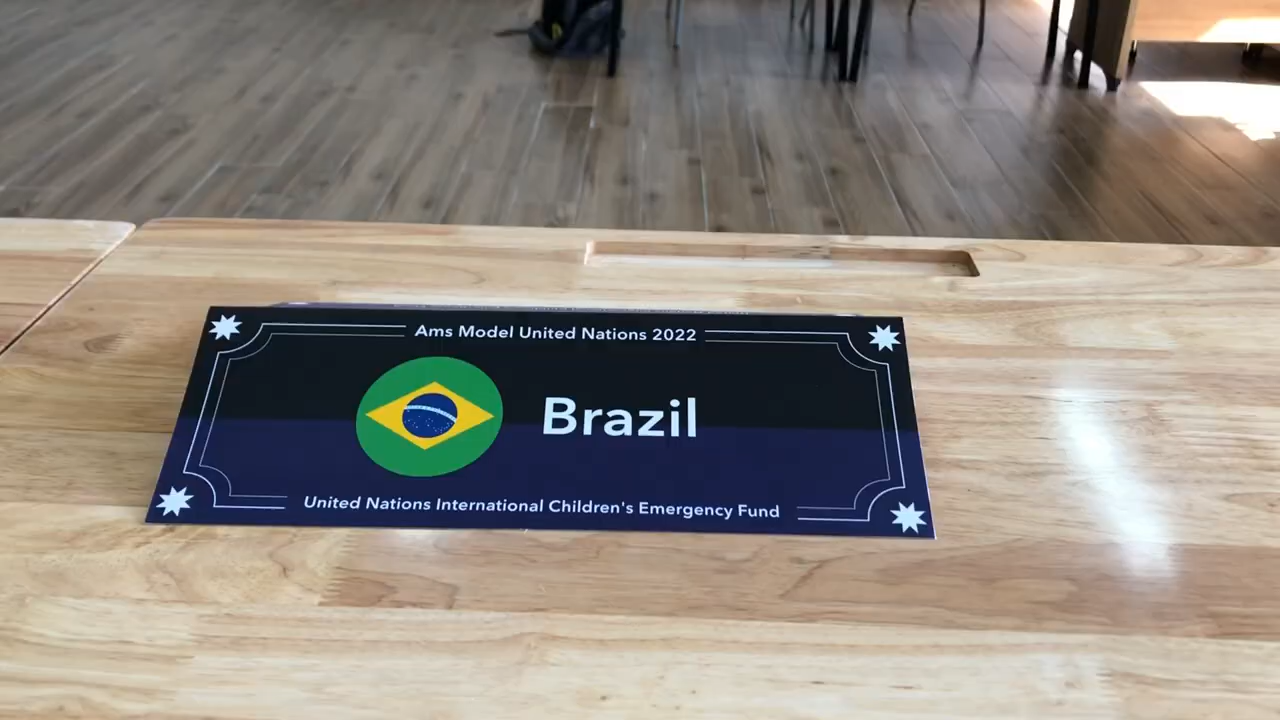 Ams Model United Nations 2022
Brazil
United Nations International Children's Emergency Fund